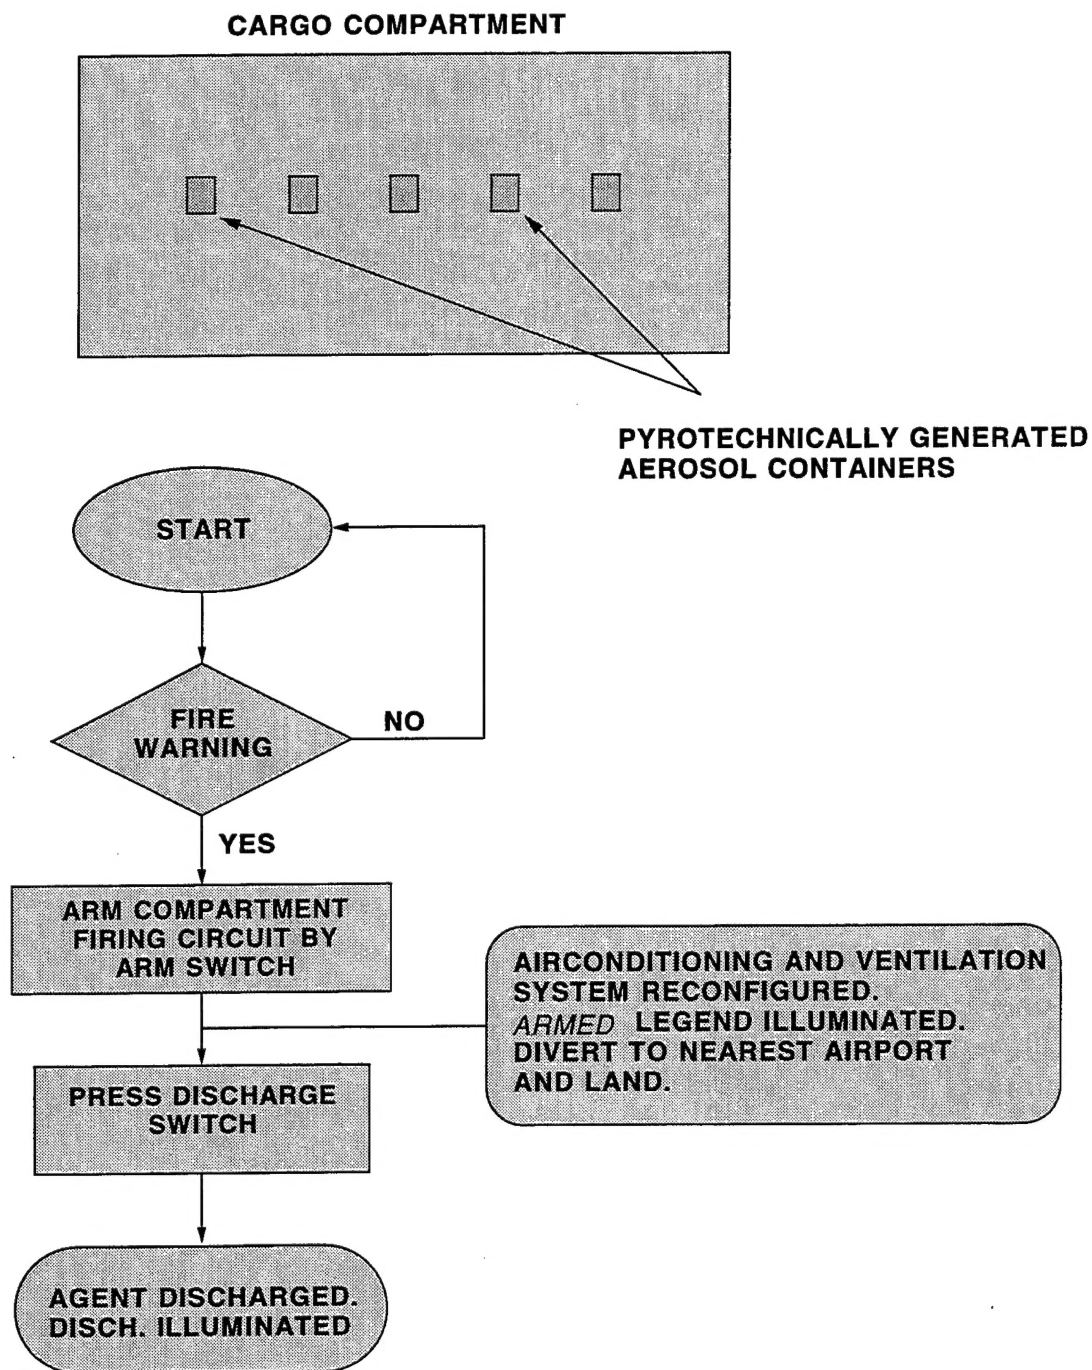 CARGO COMPARTMENT
PYROTECHNICALLY GENERATED
AEROSOL CONTAINERS
START
FIRE
WARNING
NO
YES
ARM COMPARTMENT
FIRING CIRCUIT BY
ARM SWITCH
AIRCONDITIONING AND VENTILATION
SYSTEM RECONFIGURED.
ARMED LEGEND ILLUMINATED.
DIVERT TO NEAREST AIRPORT
AND LAND.
PRESS DISCHARGE
SWITCH
AGENT DISCHARGED.
DISCH. ILLUMINATED